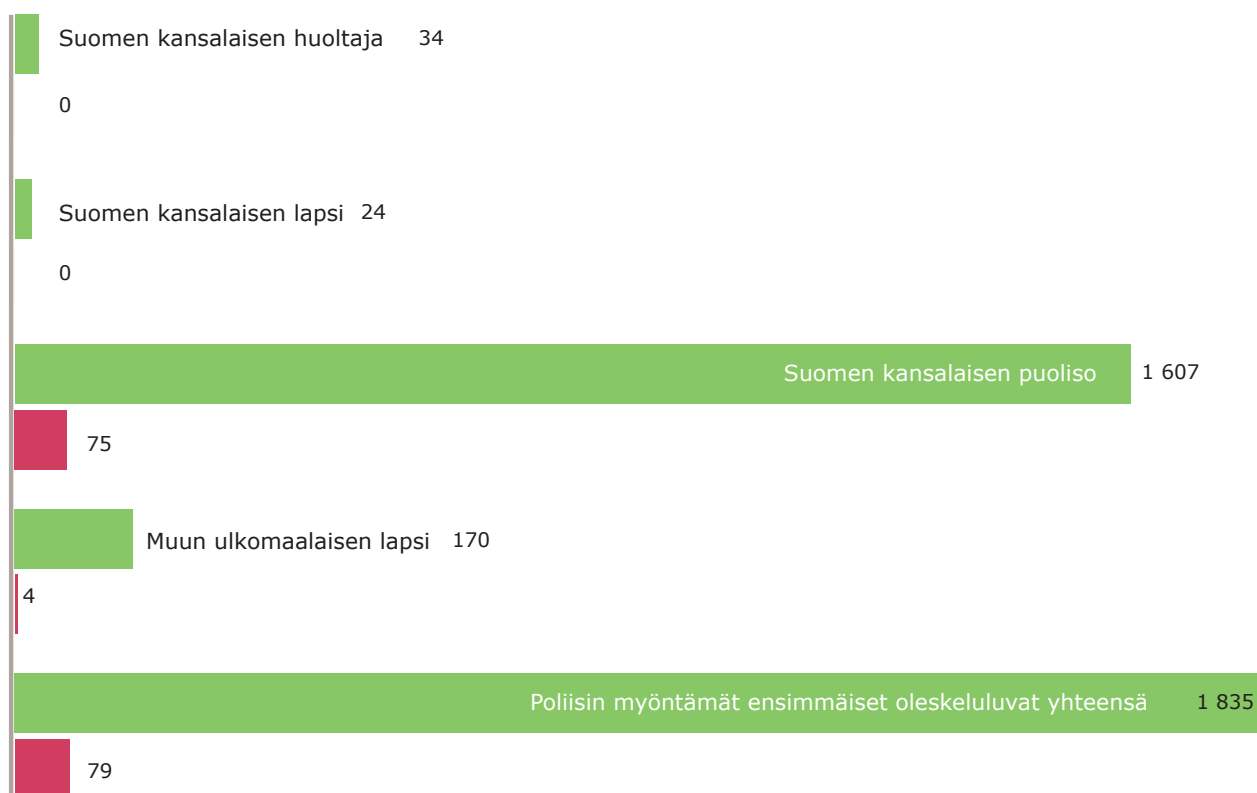 Suomen kansalaisen huoltaja 34
0
Suomen kansalaisen lapsi 24
0
Suomen kansalaisen puoliso 1 607
75
Muun ulkomaalaisen lapsi 170
4
Poliisin myöntämät ensimmäiset oleskeluluvat yhteensä 1 835
79